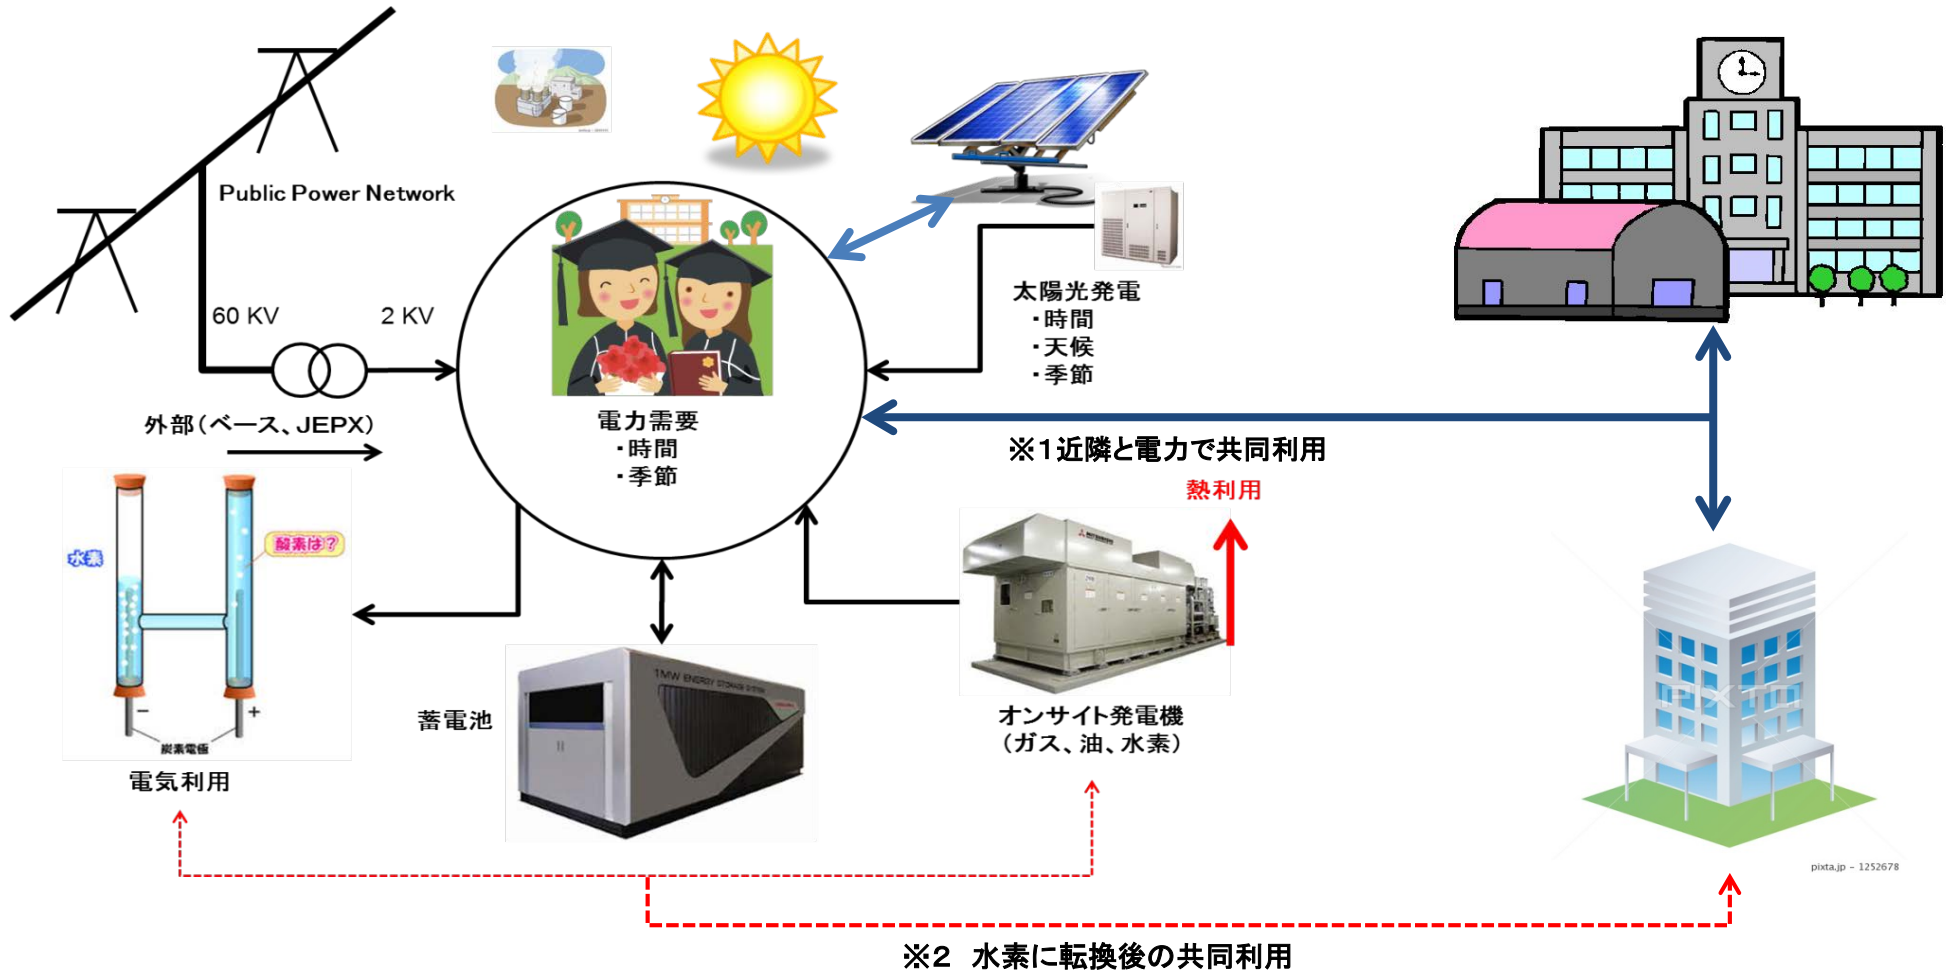 Public Power Network
60 KV
2 KV
外部(ベース、JEPX)
電力需要
・時間
・季節
太陽光発電
・時間
・天候
・季節
※1近隣と電力で共同利用
熱利用
水素
酸素は?
−
+
炭素電極
電気利用
蓄電池
1MW ENERGY STORAGE SYSTEM
オンサイト発電機
(ガス、油、水素)
PIXTA
pixta.jp - 1252678
※2 水素に転換後の共同利用